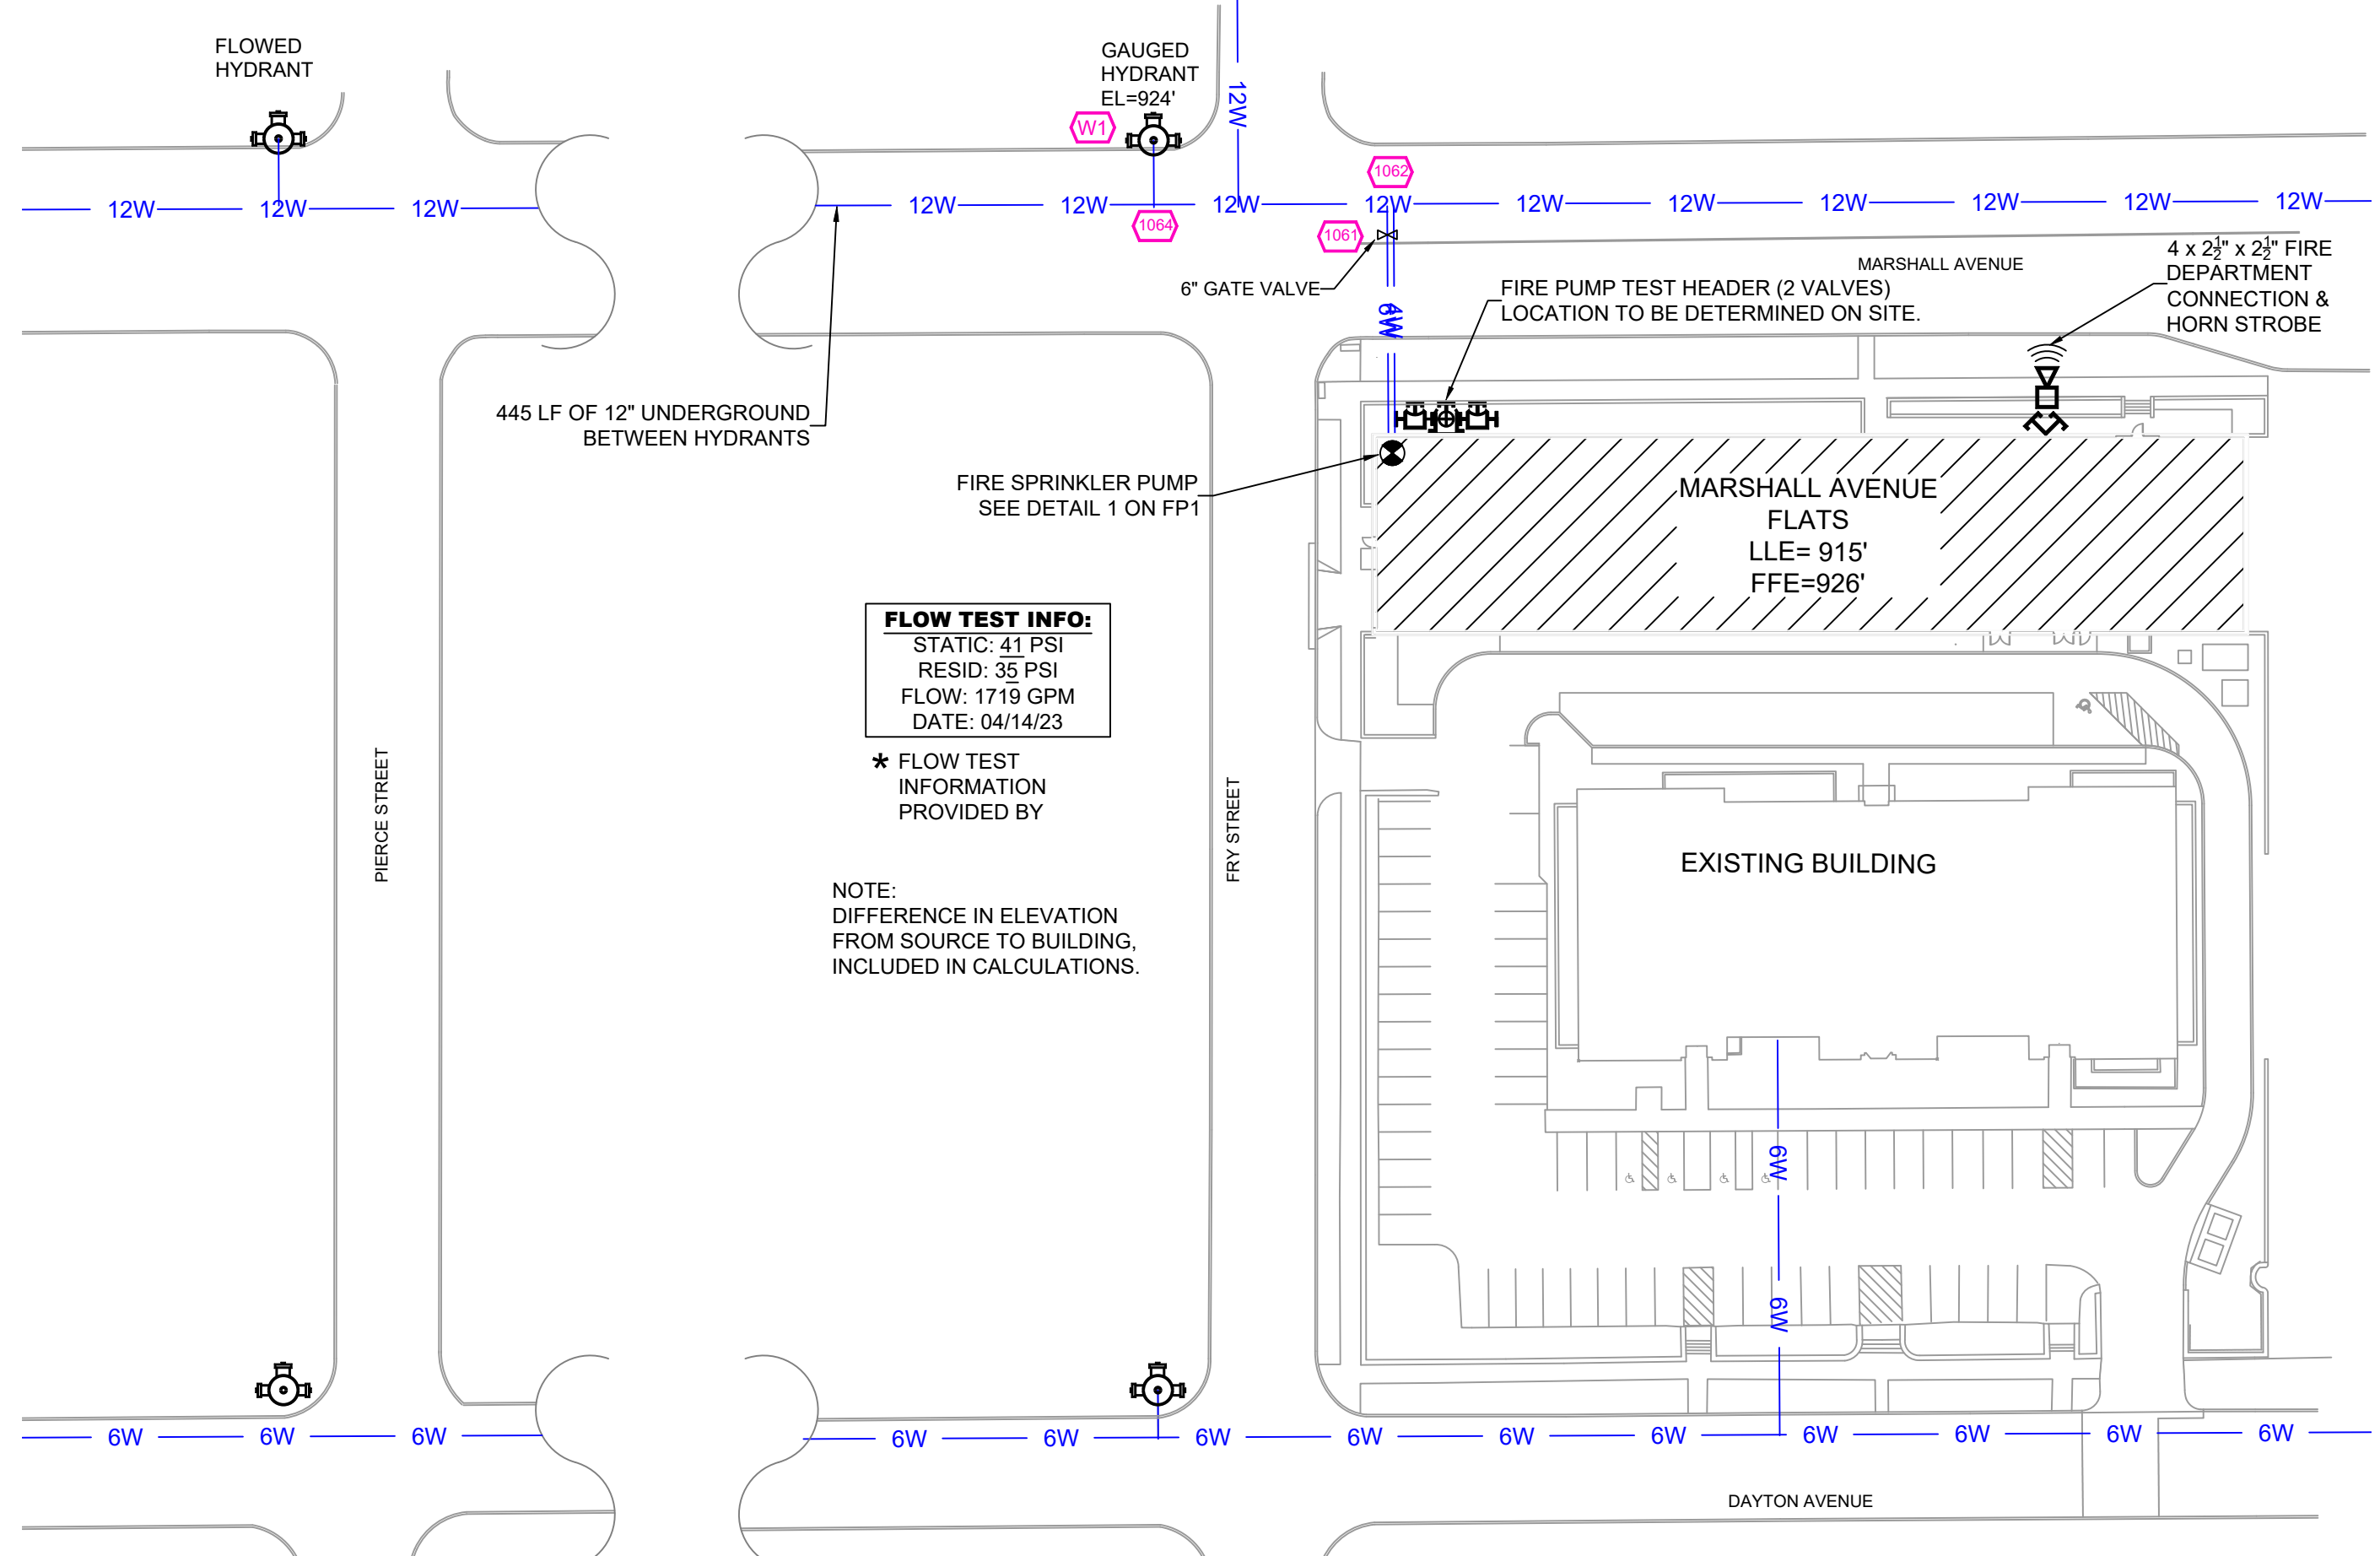 FLOWED
HYDRANT
GAUGED
HYDRANT
EL=924'
W1
12W
1062
12W 12W 12W 12W 12W 12W 12W 12W 12W 12W 12W 12W 12W
1064
1061
MARSHALL AVENUE
4 x 2½" x 2½" FIRE
DEPARTMENT
CONNECTION &
HORN STROBE
6" GATE VALVE
FIRE PUMP TEST HEADER (2 VALVES)
LOCATION TO BE DETERMINED ON SITE.
4W
6W
445 LF OF 12" UNDERGROUND
BETWEEN HYDRANTS
FIRE SPRINKLER PUMP
SEE DETAIL 1 ON FP1
MARSHALL AVENUE
FLATS
LLE= 915'
FFE=926'
FLOW TEST INFO:
STATIC: 41 PSI
RESID: 35 PSI
FLOW: 1719 GPM
DATE: 04/14/23
* FLOW TEST
INFORMATION
PROVIDED BY
PIERCE STREET
FRY STREET
EXISTING BUILDING
NOTE:
DIFFERENCE IN ELEVATION
FROM SOURCE TO BUILDING,
INCLUDED IN CALCULATIONS.
6W
6W
6W 6W 6W 6W 6W 6W 6W 6W 6W 6W 6W 6W 6W
DAYTON AVENUE